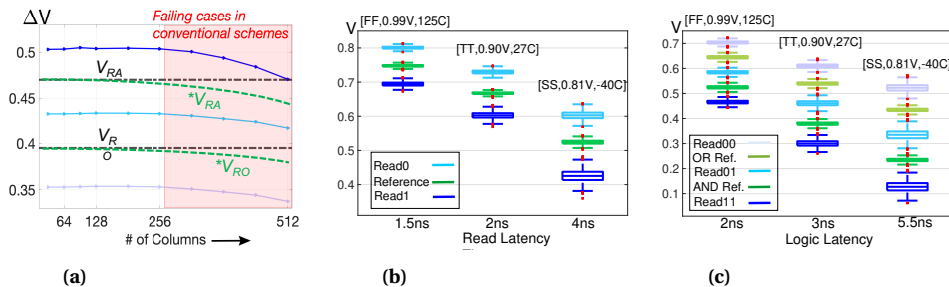 ΔV
Failing cases in
conventional schemes
0.5
0.45
0.4
0.35
V_RA
*V_RA
V_R
O
*V_RO
64 128 256 512
# of Columns
(a)
V
[FF,0.99V,125C]
[TT,0.90V,27C]
[SS,0.81V,-40C]
0.8
0.7
0.6
0.5
0.4
Read0
Reference
Read1
1.5ns 2ns 4ns
Read Latency
(b)
V
[FF,0.99V,125C]
[TT,0.90V,27C]
[SS,0.81V,-40C]
0.7
0.6
0.5
0.4
0.3
0.2
0.1
Read00
OR Ref.
Read01
AND Ref.
Read11
2ns 3ns 5.5ns
Logic Latency
(c)